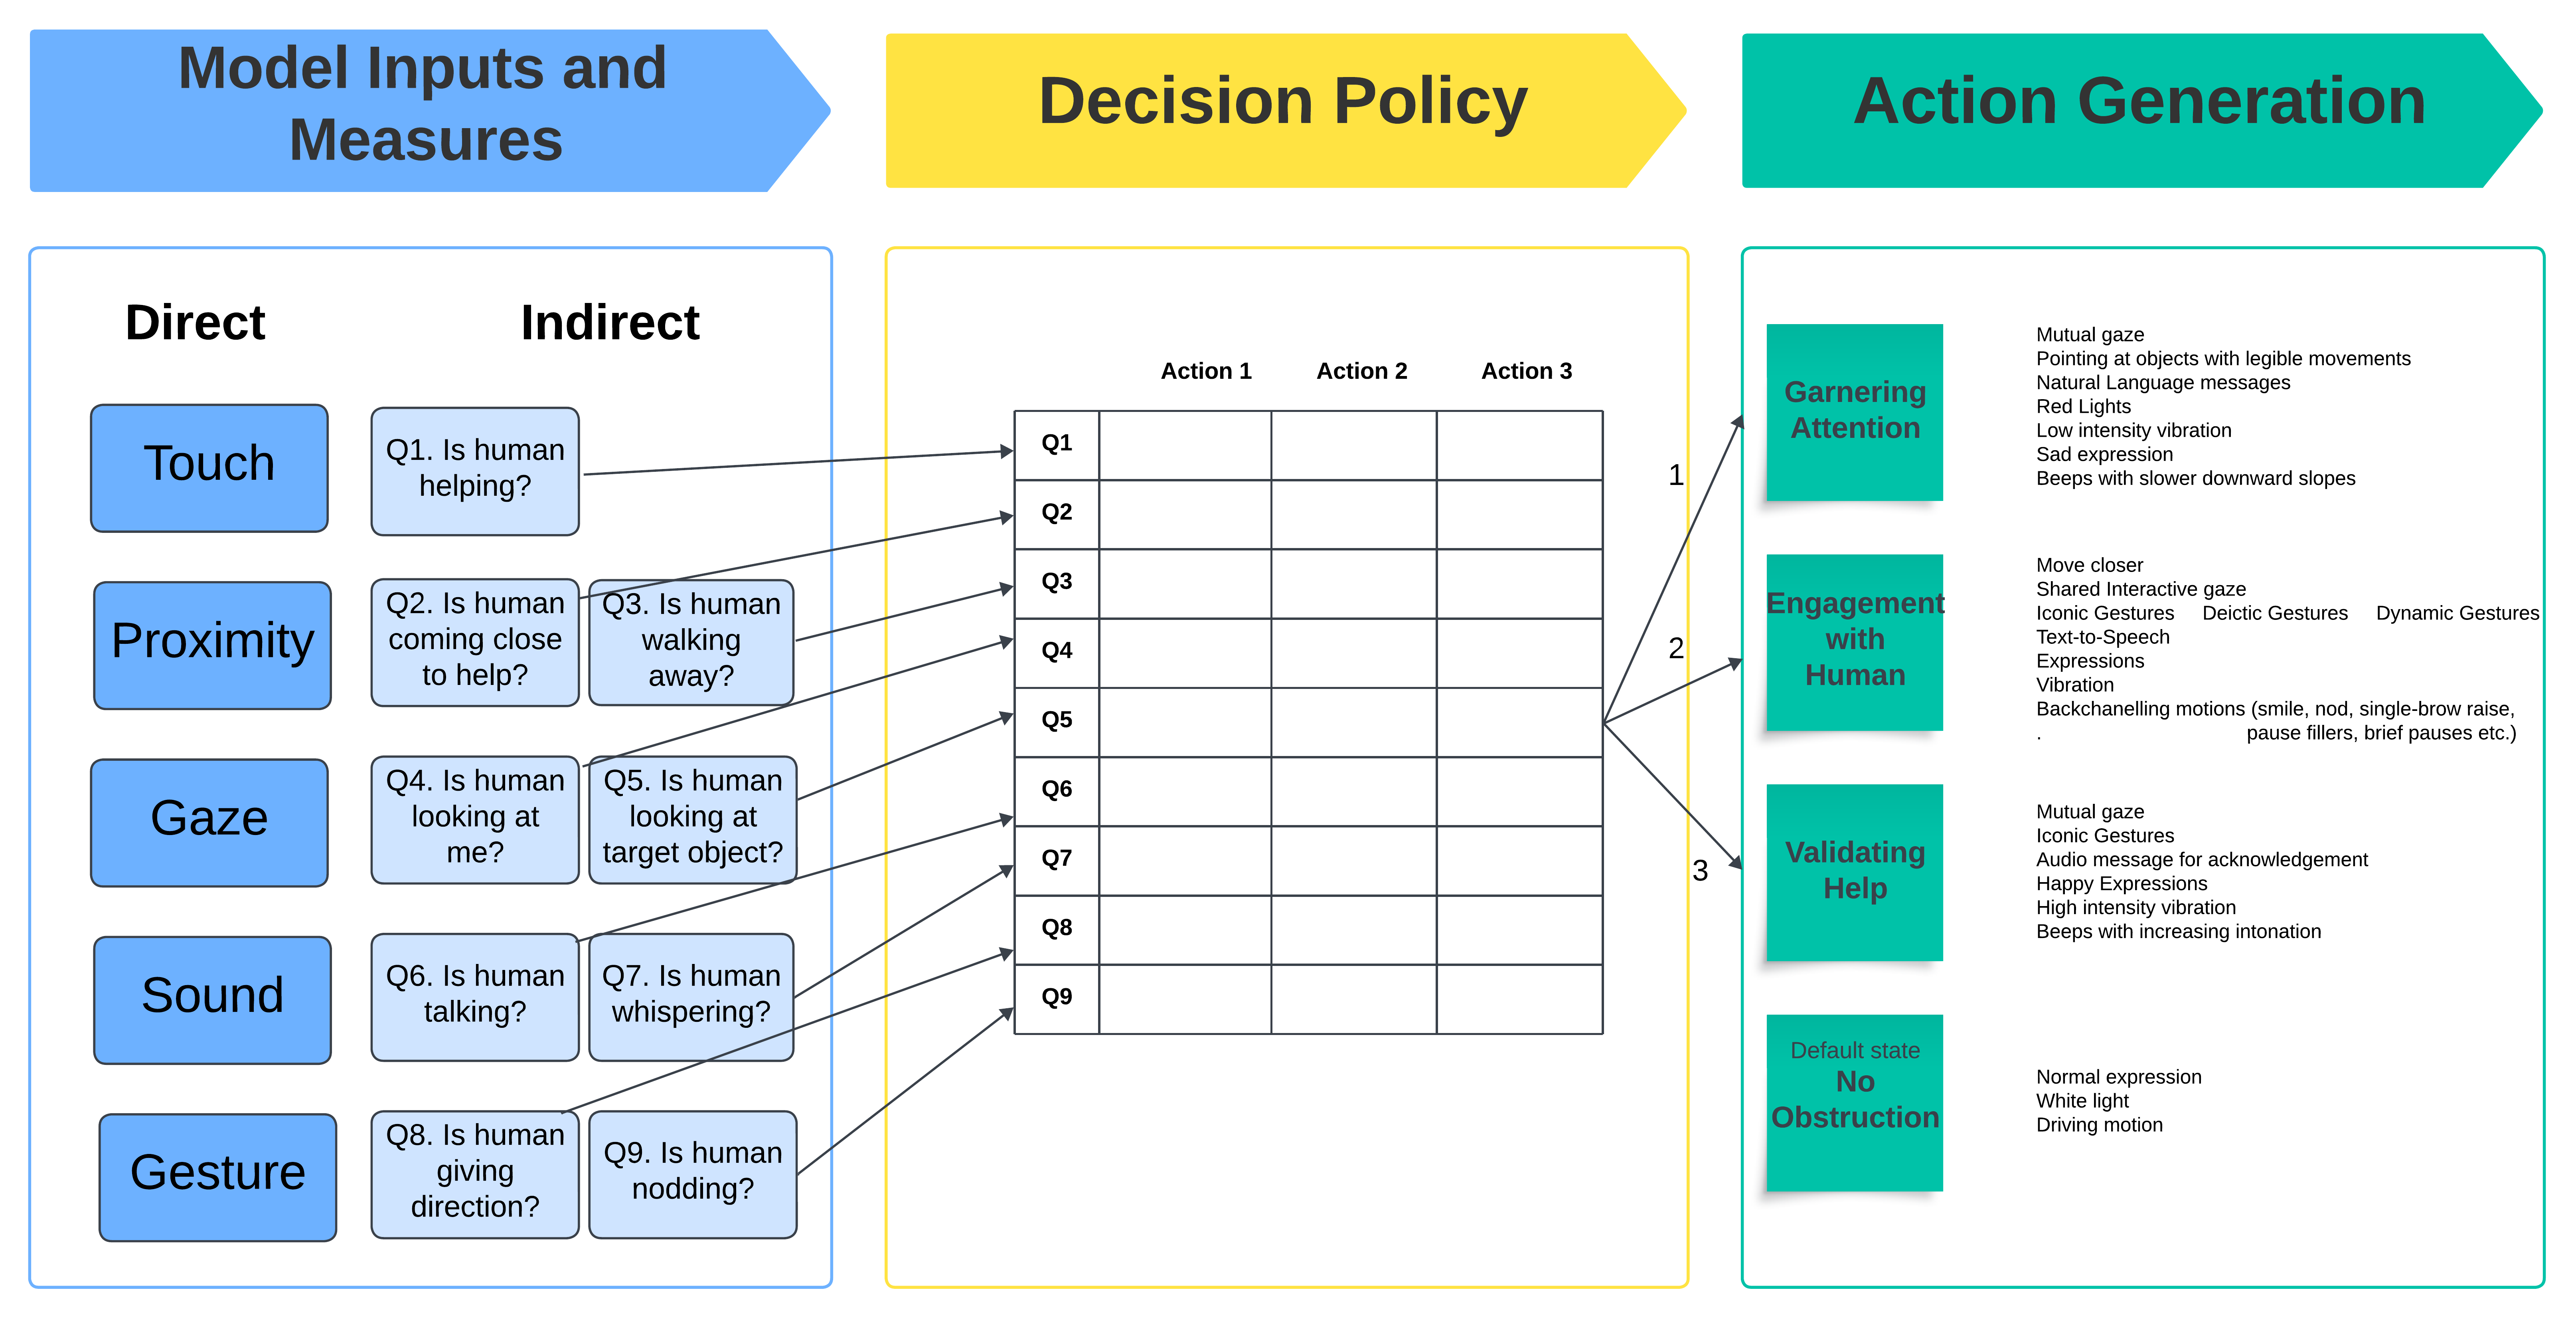 Model Inputs and
Measures
Decision Policy
Action Generation
Direct
Indirect
Touch
Q1. Is human
helping?
Proximity
Q2. Is human
coming close
to help?
Q3. Is human
walking
away?
Gaze
Q4. Is human
looking at
me?
Q5. Is human
looking at
target object?
Sound
Q6. Is human
talking?
Q7. Is human
whispering?
Gesture
Q8. Is human
giving
direction?
Q9. Is human
nodding?
Action 1 Action 2 Action 3
Q1
Q2
Q3
Q4
Q5
Q6
Q7
Q8
Q9
1
2
3
Garnering
Attention
Mutual gaze
Pointing at objects with legible movements
Natural Language messages
Red Lights
Low intensity vibration
Sad expression
Beeps with slower downward slopes
Engagement
with
Human
Move closer
Shared Interactive gaze
Iconic Gestures Deictic Gestures Dynamic Gestures
Text-to-Speech
Expressions
Vibration
Backchanelling motions (smile, nod, single-brow raise,
. pause fillers, brief pauses etc.)
Validating
Help
Mutual gaze
Iconic Gestures
Audio message for acknowledgement
Happy Expressions
High intensity vibration
Beeps with increasing intonation
Default state
No
Obstruction
Normal expression
White light
Driving motion